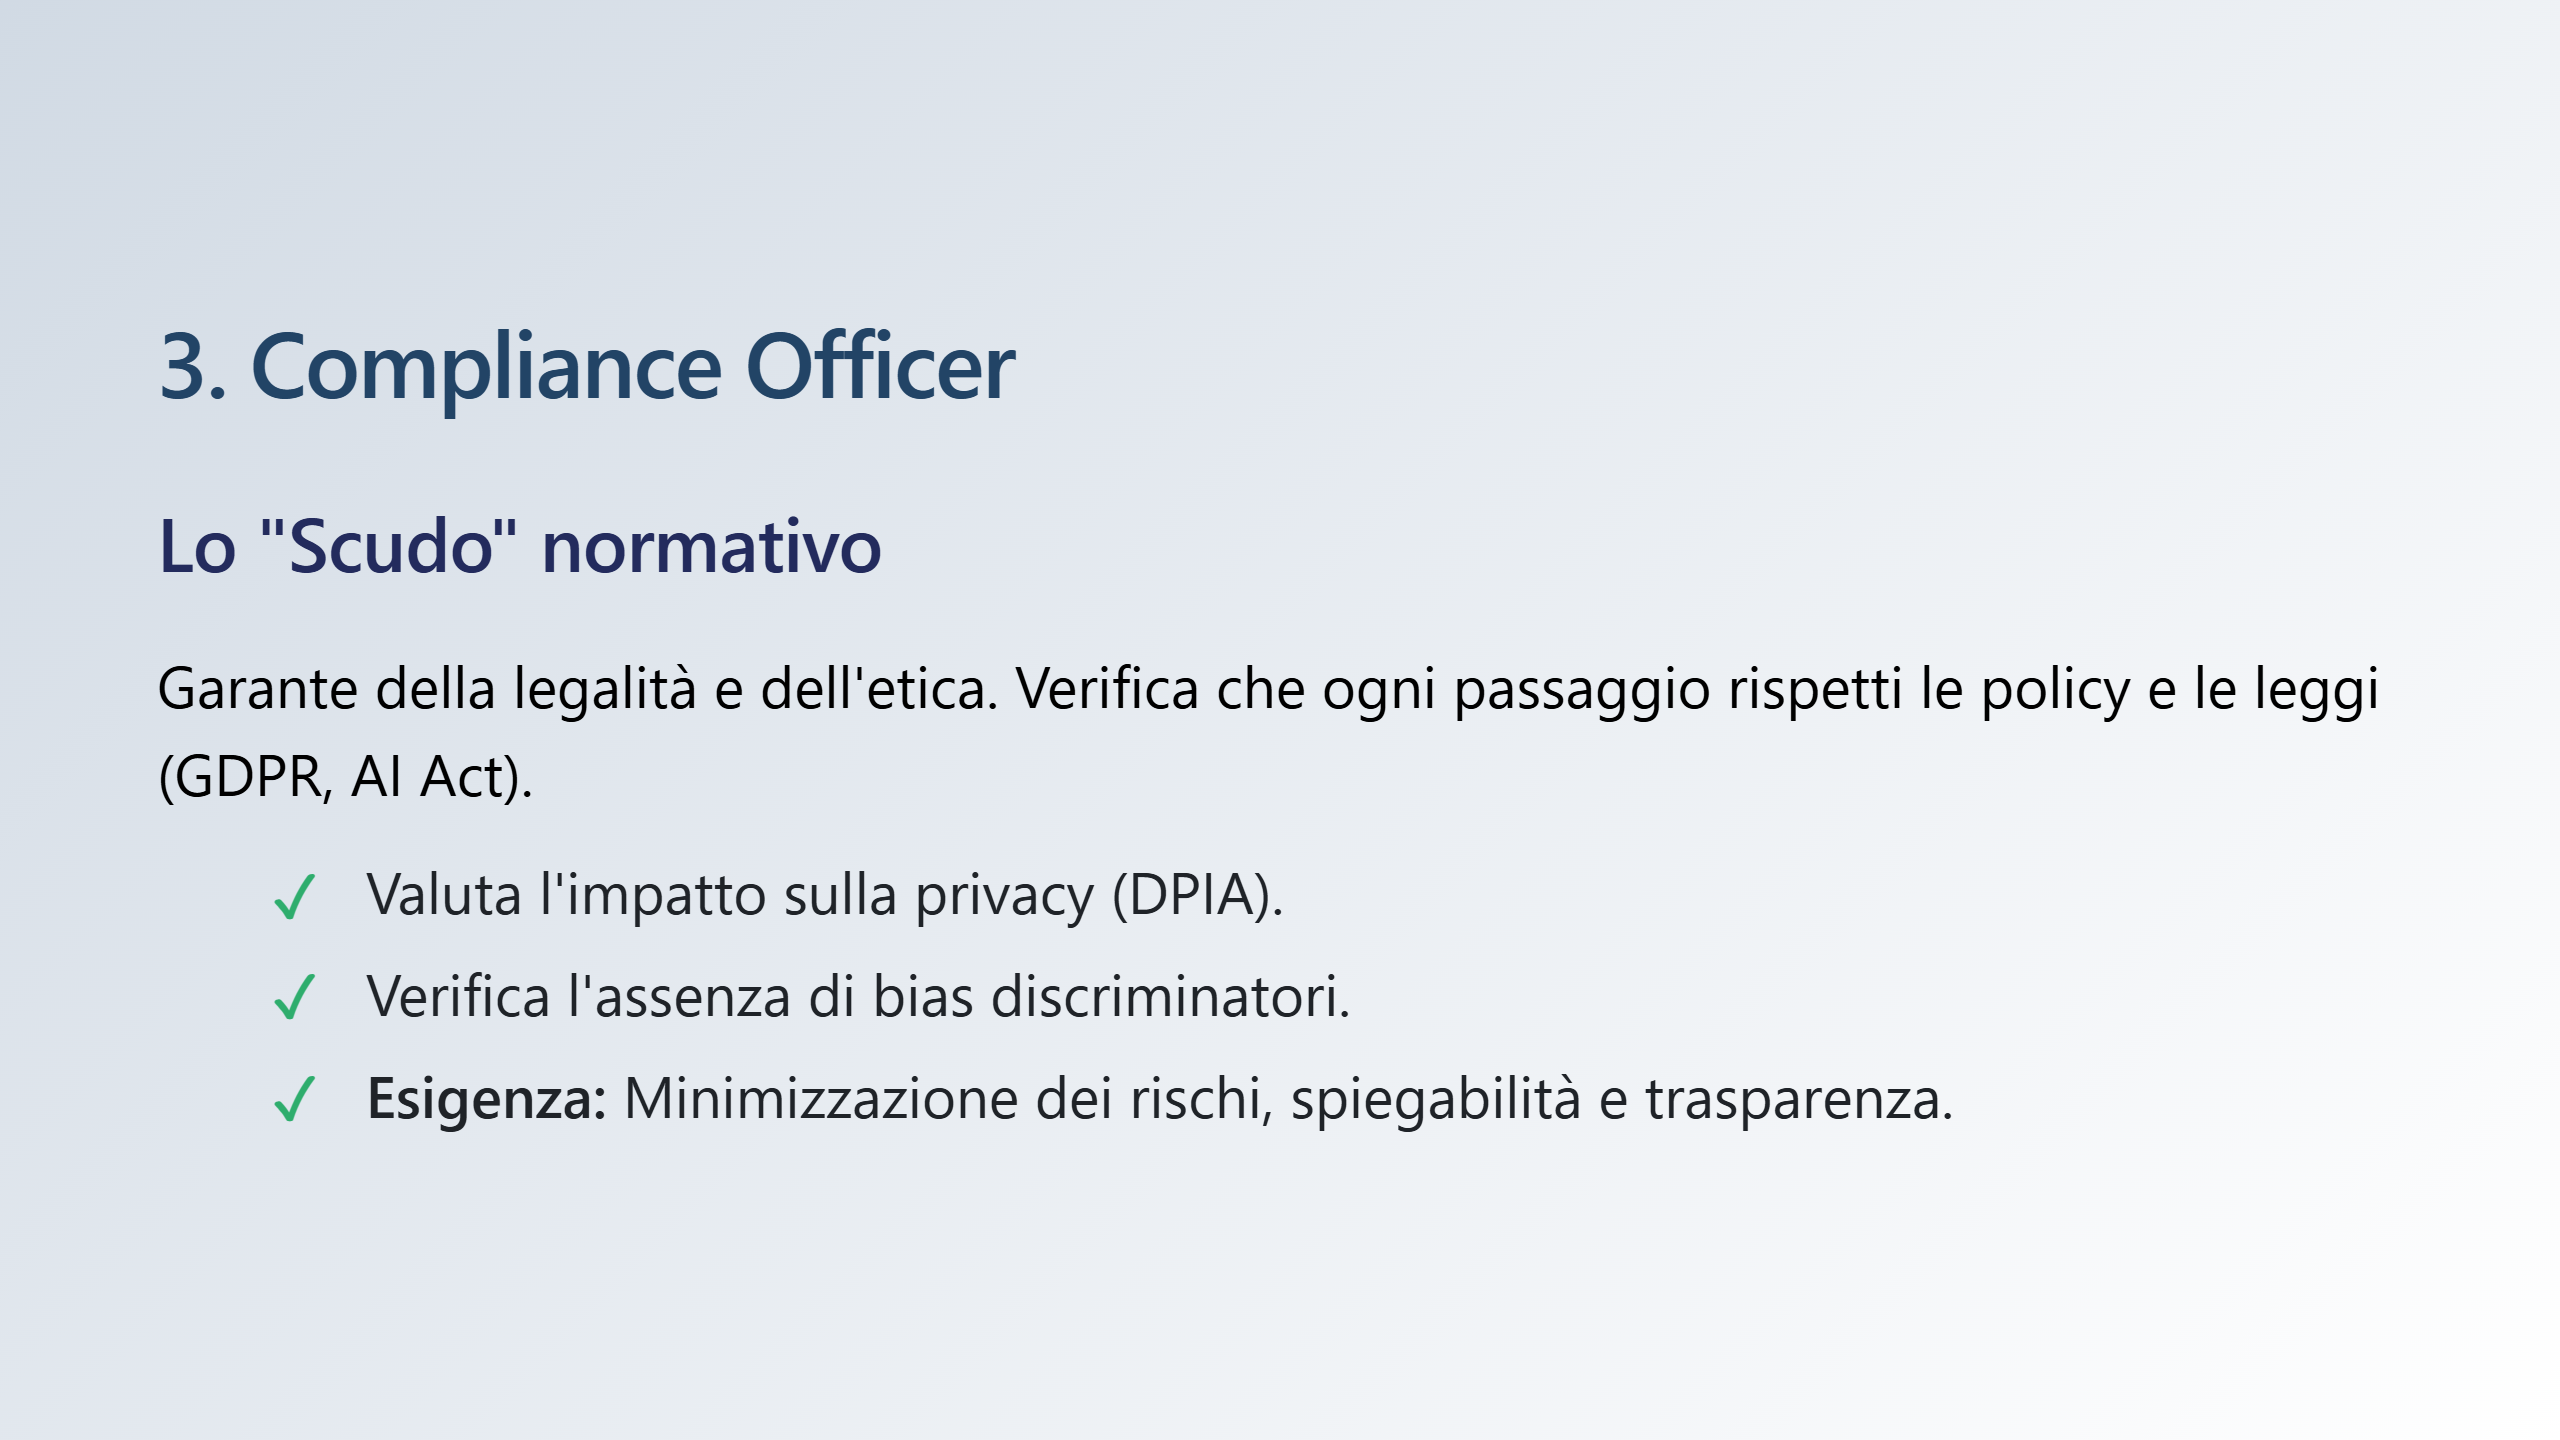 3. Compliance Officer
Lo "Scudo" normativo
Garante della legalità e dell'etica. Verifica che ogni passaggio rispetti le policy e le leggi
(GDPR, AI Act).
✓ Valuta l'impatto sulla privacy (DPIA).
✓ Verifica l'assenza di bias discriminatori.
✓ Esigenza: Minimizzazione dei rischi, spiegabilità e trasparenza.